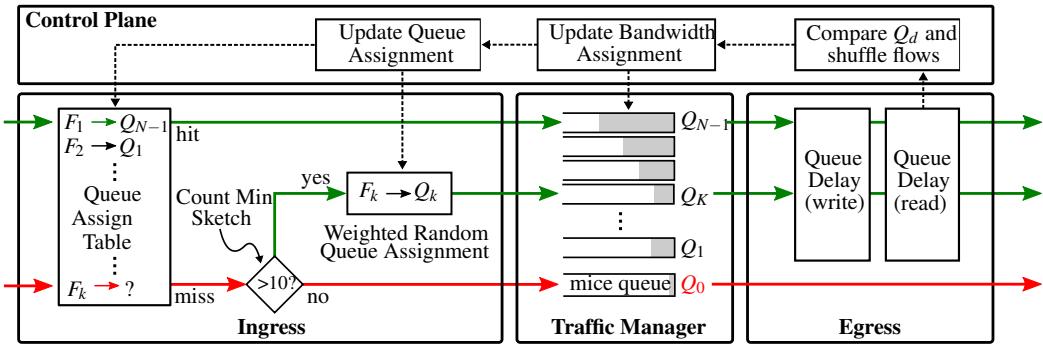 Control Plane
Update Queue
Assignment
Update Bandwidth
Assignment
Compare Q_d and
shuffle flows
F_1 → Q_{N−1}
F_2 → Q_1
⋮
Queue
Assign
Table
⋮
F_k → ?
hit
miss
Count Min
Sketch
>10?
yes
no
F_k → Q_k
Weighted Random
Queue Assignment
Ingress
Q_{N−1}
Q_K
⋮
Q_1
mice queue Q_0
Traffic Manager
Queue
Delay
(write)
Queue
Delay
(read)
Egress